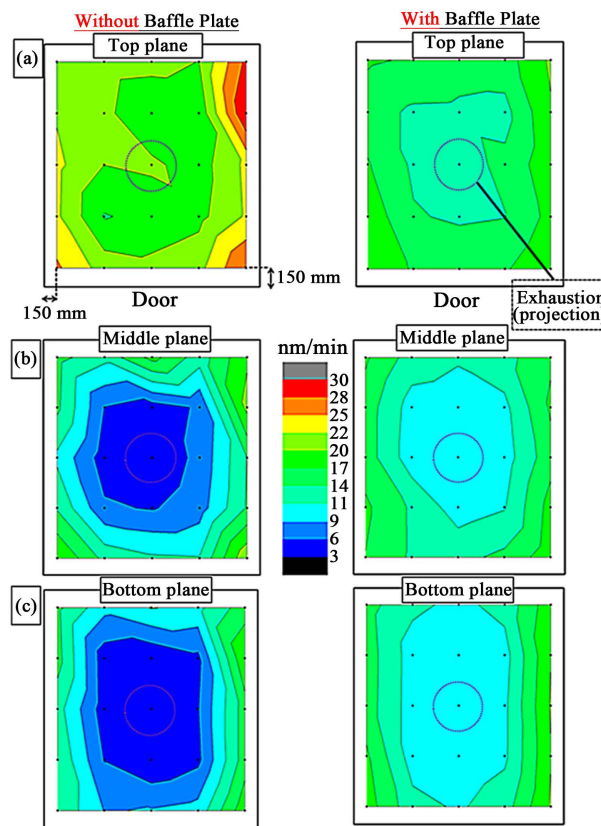 Without Baffle Plate
With Baffle Plate
(a)
Top plane
Top plane
150 mm
150 mm
Door
Door
Exhaustion
(projection)
(b)
Middle plane
Middle plane
nm/min
30
28
25
22
20
17
14
11
9
6
3
(c)
Bottom plane
Bottom plane